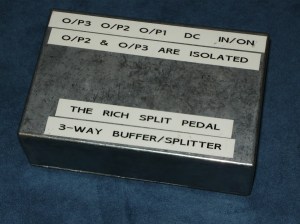 O/P3 O/P2 O/P1 DC IN/ON
O/P2 & O/P3 ARE ISOLATED
THE RICH SPLIT PEDAL
3-WAY BUFFER/SPLITTER